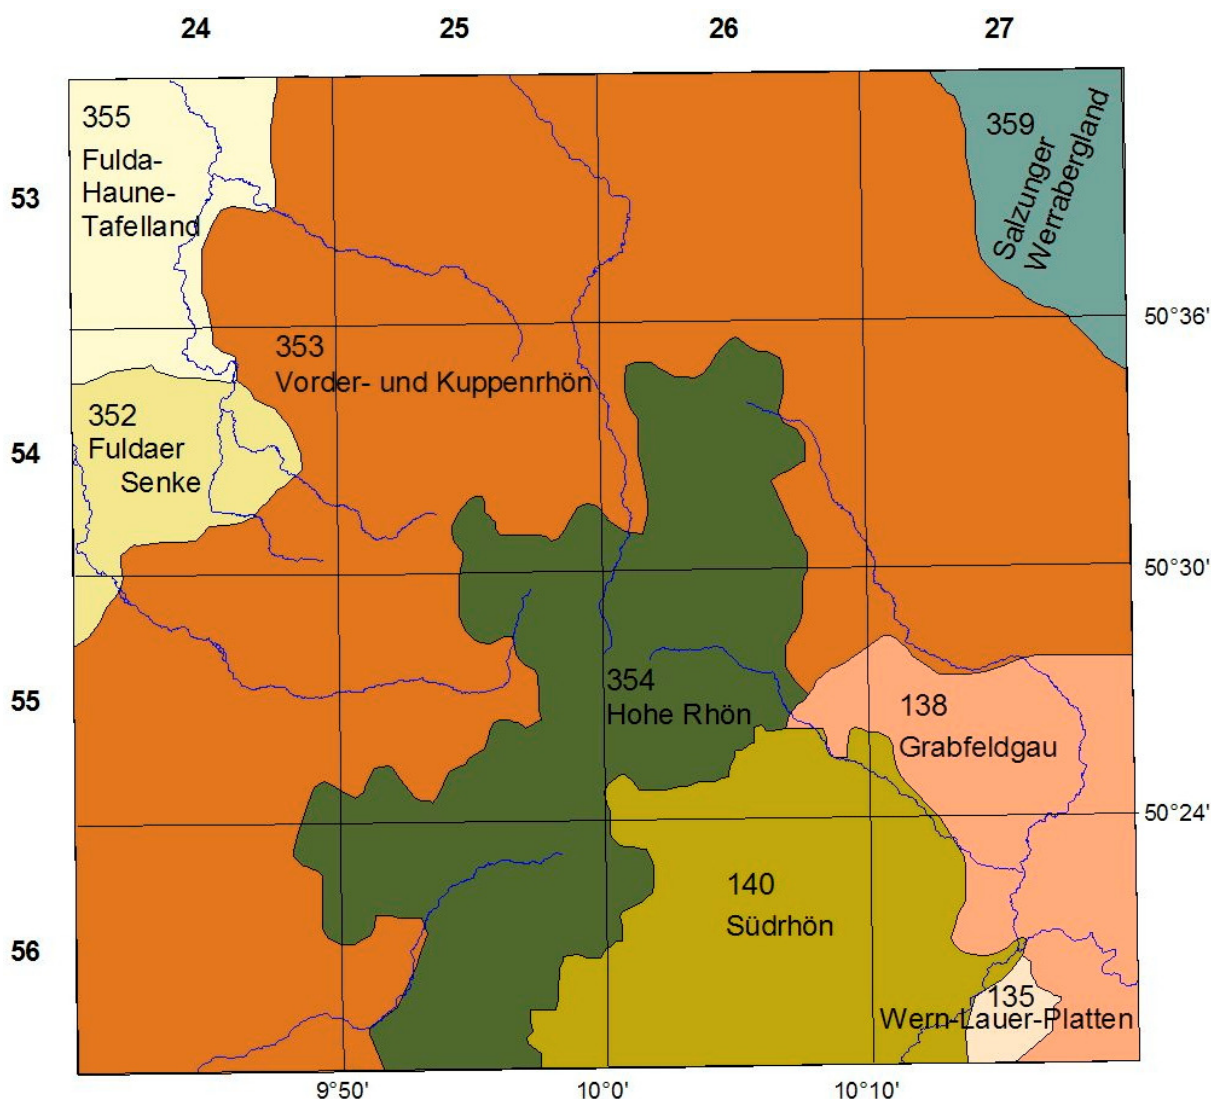 24
25
26
27
355
Fulda-
Haune-
Tafelland
359
Salzunger
Werrabergland
53
50°36'
353
Vorder- und Kuppenrhön
352
Fuldaer
Senke
54
50°30'
354
Hohe Rhön
55
138
Grabfeldgau
50°24'
140
Südrhön
56
135
Wern-Lauer-Platten
9°50'
10°0'
10°10'